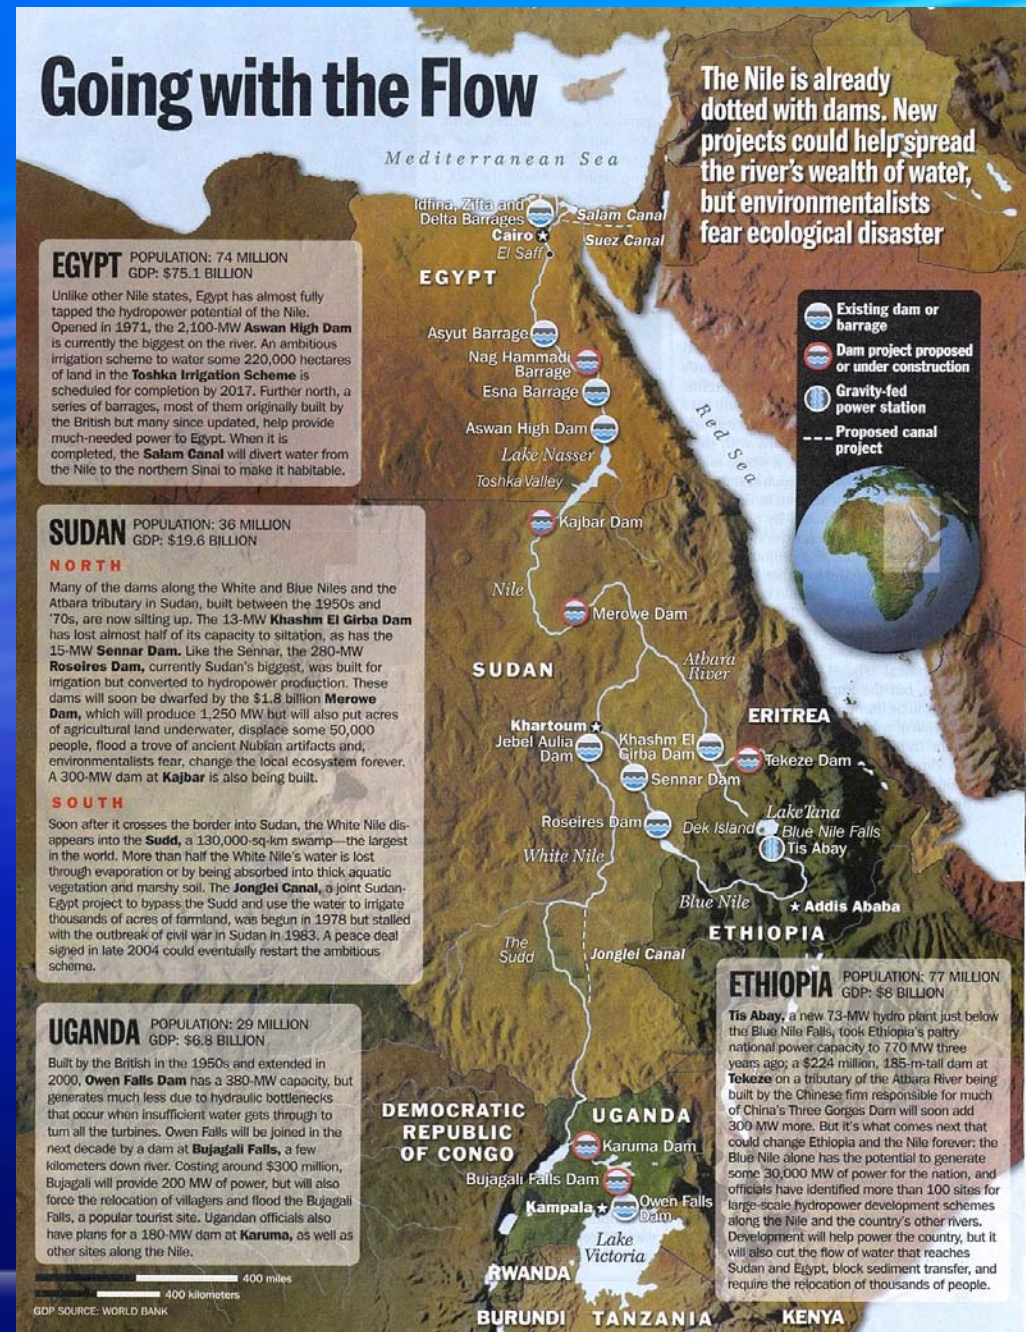 Going with the Flow
The Nile is already
dotted with dams. New
projects could help spread
the river's wealth of water,
but environmentalists
fear ecological disaster
Mediterranean Sea
Idfina, Zifta and
Delta Barrages
Salam Canal
Cairo
Suez Canal
El Saff
EGYPT
Asyut Barrage
Nag Hammadi
Barrage
Esna Barrage
Aswan High Dam
Lake Nasser
Toshka Valley
Red Sea
Kajbar Dam
Nile
Merowe Dam
SUDAN
Atbara
River
ERITREA
Khartoum
Jebel Aulia
Dam
Khashm El
Girba Dam
Tekeze Dam
Sennar Dam
Lake Tana
Roseires Dam
Dek Island
Blue Nile Falls
Tis Abay
White Nile
Blue Nile
Addis Ababa
ETHIOPIA
The
Sudd
Jonglei Canal
DEMOCRATIC
REPUBLIC
OF CONGO
UGANDA
Karuma Dam
Bujagali Falls Dam
Kampala
Owen Falls
Dam
Lake
Victoria
RWANDA
BURUNDI
TANZANIA
KENYA
Existing dam or
barrage
Dam project proposed
or under construction
Gravity-fed
power station
Proposed canal
project
EGYPT POPULATION: 74 MILLION
GDP: $75.1 BILLION
Unlike other Nile states, Egypt has almost fully
tapped the hydropower potential of the Nile.
Opened in 1971, the 2,100-MW Aswan High Dam
is currently the biggest on the river. An ambitious
irrigation scheme to water some 220,000 hectares
of land in the Toshka Irrigation Scheme is
scheduled for completion by 2017. Further north, a
series of barrages, most of them originally built by
the British but many since updated, help provide
much-needed power to Egypt. When it is
completed, the Salam Canal will divert water from
the Nile to the northern Sinai to make it habitable.
SUDAN POPULATION: 36 MILLION
GDP: $19.6 BILLION
NORTH
Many of the dams along the White and Blue Niles and the
Atbara tributary in Sudan, built between the 1950s and
'70s, are now silting up. The 13-MW Khashm El Girba Dam
has lost almost half of its capacity to siltation, as has the
15-MW Sennar Dam. Like the Sennar, the 280-MW
Roseires Dam, currently Sudan's biggest, was built for
irrigation but converted to hydropower production. These
dams will soon be dwarfed by the $1.8 billion Merowe
Dam, which will produce 1,250 MW but will also put acres
of agricultural land underwater, displace some 50,000
people, flood a trove of ancient Nubian artifacts and,
environmentalists fear, change the local ecosystem forever.
A 300-MW dam at Kajbar is also being built.
SOUTH
Soon after it crosses the border into Sudan, the White Nile dis-
appears into the Sudd, a 130,000-sq-km swamp—the largest
in the world. More than half the White Nile's water is lost
through evaporation or by being absorbed into thick aquatic
vegetation and marshy soil. The Jonglei Canal, a joint Sudan-
Egypt project to bypass the Sudd and use the water to irrigate
thousands of acres of farmland, was begun in 1978 but stalled
with the outbreak of civil war in Sudan in 1983. A peace deal
signed in late 2004 could eventually restart the ambitious
scheme.
UGANDA POPULATION: 29 MILLION
GDP: $6.8 BILLION
Built by the British in the 1950s and extended in
2000, Owen Falls Dam has a 380-MW capacity, but
generates much less due to hydraulic bottlenecks
that occur when insufficient water gets through to
turn all the turbines. Owen Falls will be joined in the
next decade by a dam at Bujagali Falls, a few
kilometers down river. Costing around $300 million,
Bujagali will provide 200 MW of power, but will also
force the relocation of villagers and flood the Bujagali
Falls, a popular tourist site. Ugandan officials also
have plans for a 180-MW dam at Karuma, as well as
other sites along the Nile.
ETHIOPIA POPULATION: 77 MILLION
GDP: $8 BILLION
Tis Abay, a new 73-MW hydro plant just below
the Blue Nile Falls, took Ethiopia's paltry
national power capacity to 770 MW three
years ago; a $224 million, 185-m-tall dam at
Tekeze on a tributary of the Atbara River being
built by the Chinese firm responsible for much
of China's Three Gorges Dam will soon add
300 MW more. But it's what comes next that
could change Ethiopia and the Nile forever: the
Blue Nile alone has the potential to generate
some 30,000 MW of power for the nation, and
officials have identified more than 100 sites for
large-scale hydropower development schemes
along the Nile and the country's other rivers.
Development will help power the country, but it
will also cut the flow of water that reaches
Sudan and Egypt, block sediment transfer, and
require the relocation of thousands of people.
400 miles
400 kilometers
GDP SOURCE: WORLD BANK